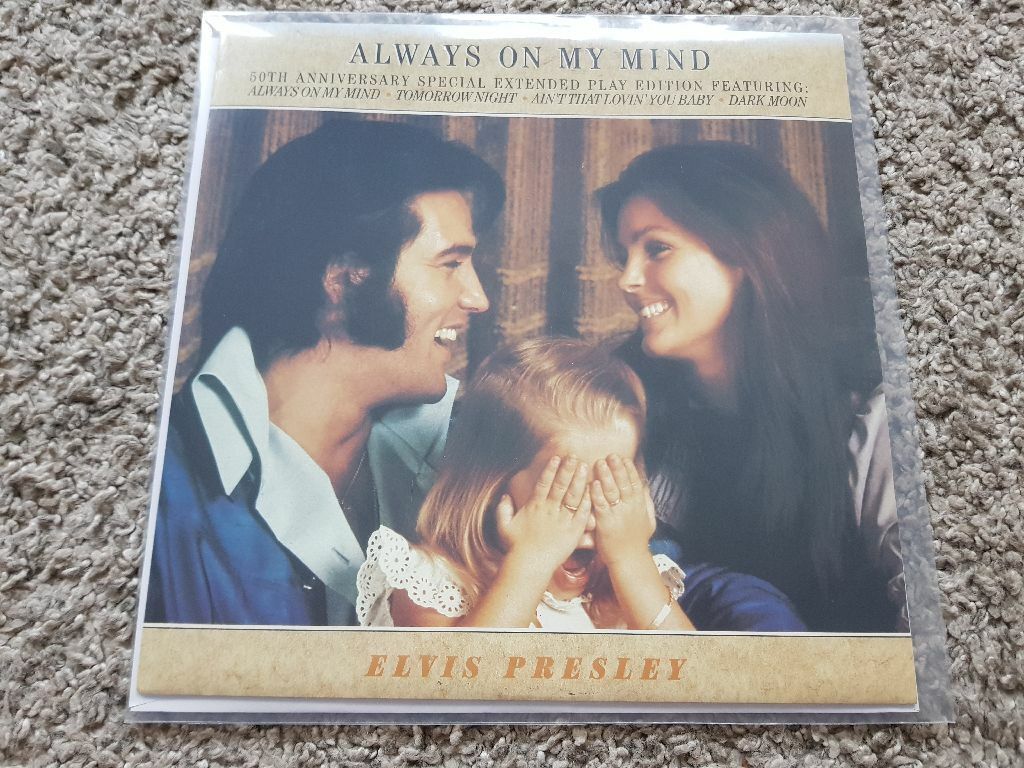 ALWAYS ON MY MIND
50TH ANNIVERSARY SPECIAL EXTENDED PLAY EDITION FEATURING:
ALWAYS ON MY MIND • TOMORROW NIGHT • AIN'T THAT LOVIN' YOU BABY • DARK MOON
ELVIS PRESLEY